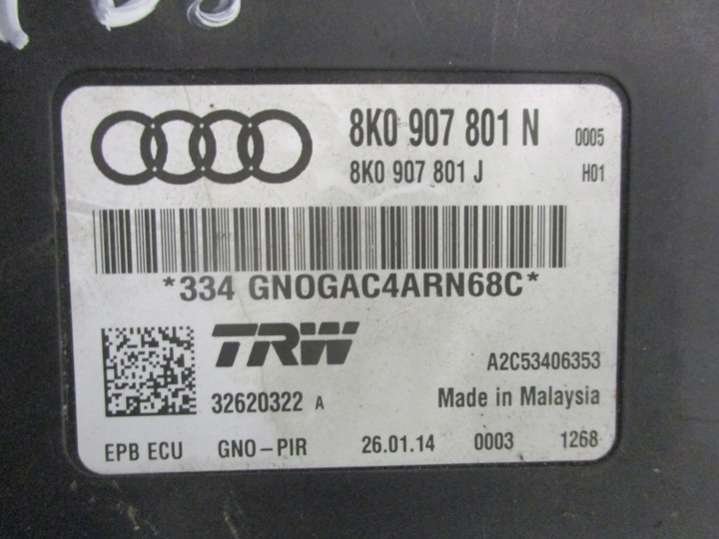 8K0 907 801 N 0005
8K0 907 801 J H01
*334 GNOGAC4ARN68C*
TRW
A2C53406353
32620322 A Made in Malaysia
EPB ECU GNO-PIR 26.01.14 0003 1268